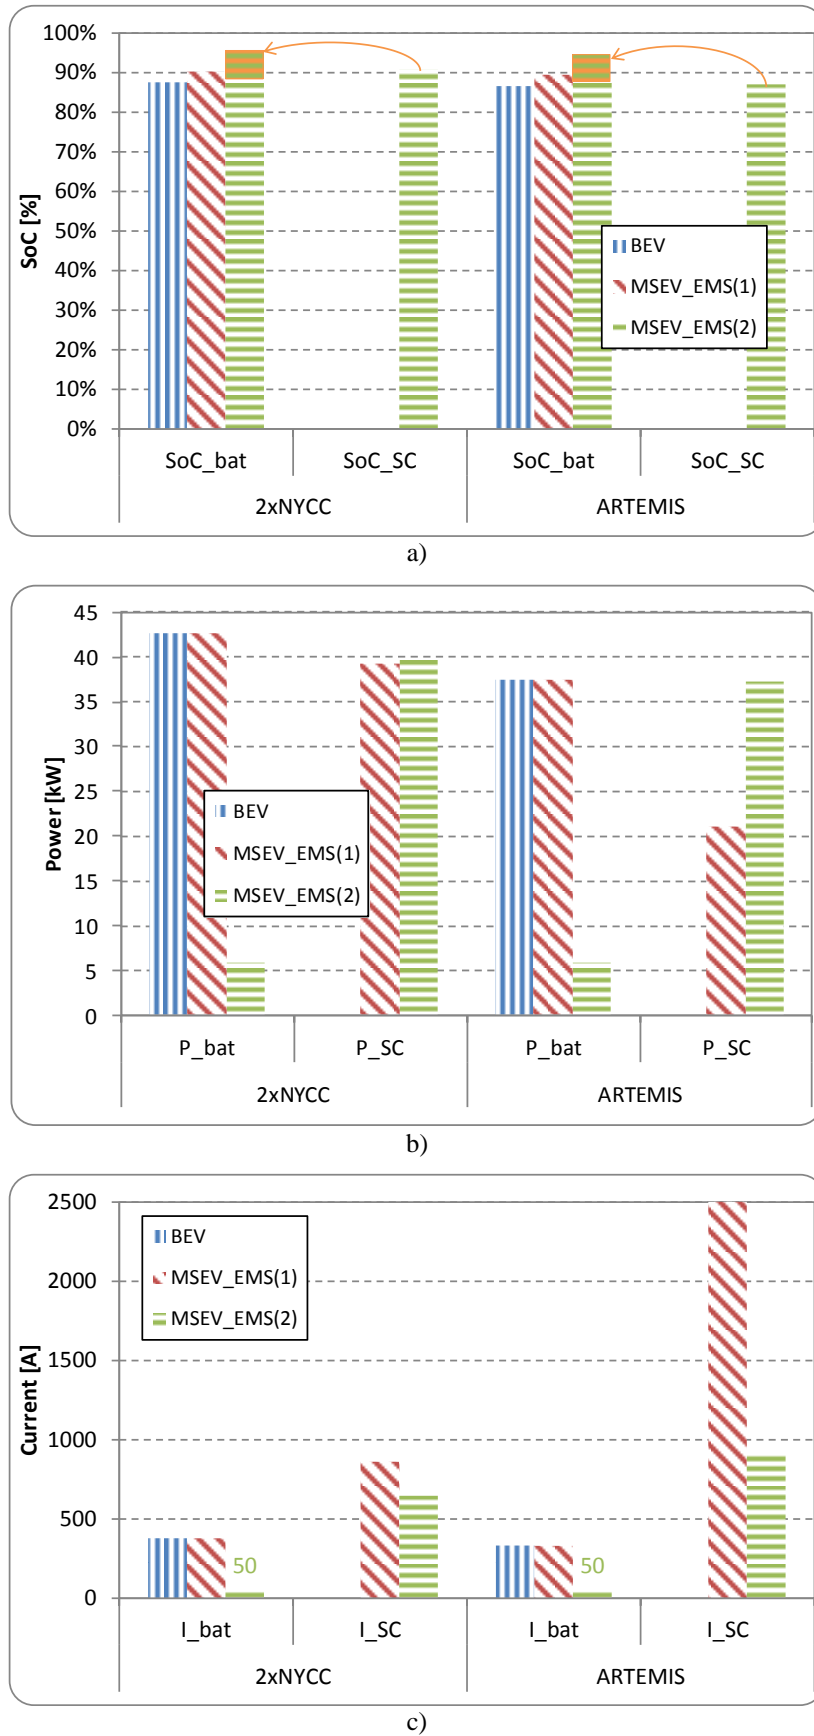 100%
90%
80%
70%
60%
50%
40%
30%
20%
10%
0%
SoC [%]
BEV
MSEV_EMS(1)
MSEV_EMS(2)
SoC_bat SoC_SC SoC_bat SoC_SC
2xNYCC ARTEMIS
a)
45
40
35
30
25
20
15
10
5
0
Power [kW]
BEV
MSEV_EMS(1)
MSEV_EMS(2)
P_bat P_SC P_bat P_SC
2xNYCC ARTEMIS
b)
2500
2000
1500
1000
500
0
Current [A]
BEV
MSEV_EMS(1)
MSEV_EMS(2)
50 50
I_bat I_SC I_bat I_SC
2xNYCC ARTEMIS
c)